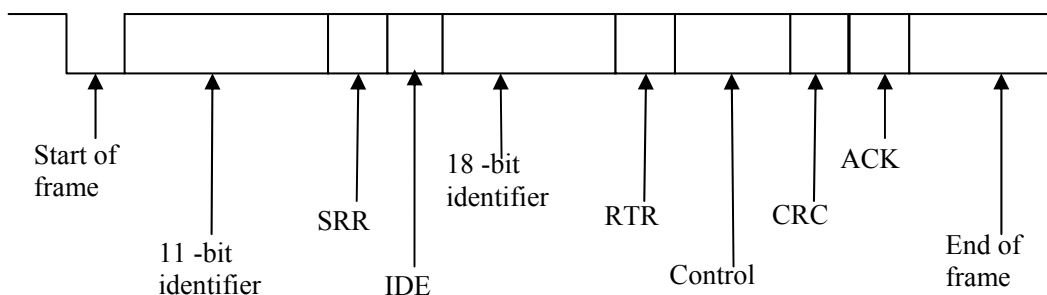 Start of
frame
11 -bit
identifier
SRR
IDE
18 -bit
identifier
RTR
Control
CRC
ACK
End of
frame